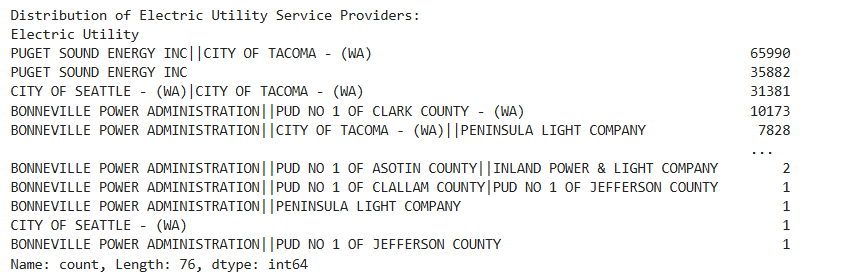 Distribution of Electric Utility Service Providers:
Electric Utility
PUGET SOUND ENERGY INC||CITY OF TACOMA - (WA) 65990
PUGET SOUND ENERGY INC 35882
CITY OF SEATTLE - (WA)|CITY OF TACOMA - (WA) 31381
BONNEVILLE POWER ADMINISTRATION||PUD NO 1 OF CLARK COUNTY - (WA) 10173
BONNEVILLE POWER ADMINISTRATION||CITY OF TACOMA - (WA)||PENINSULA LIGHT COMPANY 7828
...
BONNEVILLE POWER ADMINISTRATION||PUD NO 1 OF ASOTIN COUNTY||INLAND POWER & LIGHT COMPANY 2
BONNEVILLE POWER ADMINISTRATION||PUD NO 1 OF CLALLAM COUNTY|PUD NO 1 OF JEFFERSON COUNTY 1
BONNEVILLE POWER ADMINISTRATION||PENINSULA LIGHT COMPANY 1
CITY OF SEATTLE - (WA) 1
BONNEVILLE POWER ADMINISTRATION||PUD NO 1 OF JEFFERSON COUNTY 1
Name: count, Length: 76, dtype: int64